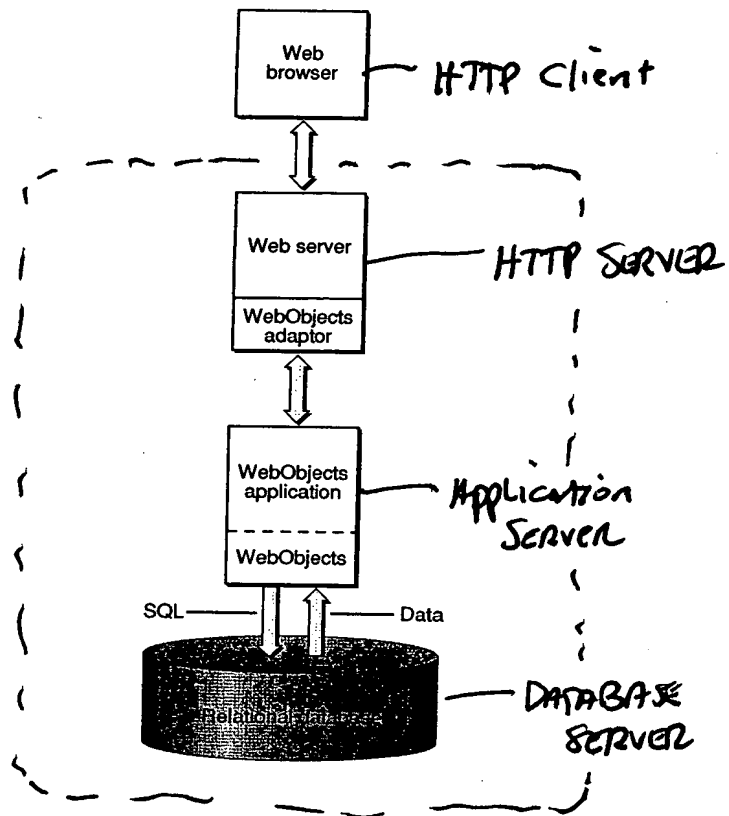 Web
browser
HTTP Client
Web server
HTTP SERVER
WebObjects
adaptor
WebObjects
application
Application
SERVER
WebObjects
SQL
Data
Relational database
DATABASE
SERVER